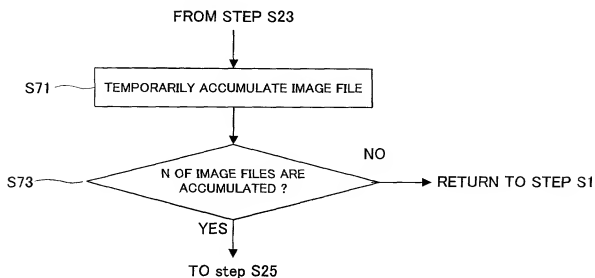 FROM STEP S23
S71
TEMPORARILY ACCUMULATE IMAGE FILE
NO
S73
N OF IMAGE FILES ARE
ACCUMULATED ?
RETURN TO STEP S1
YES
TO step S25